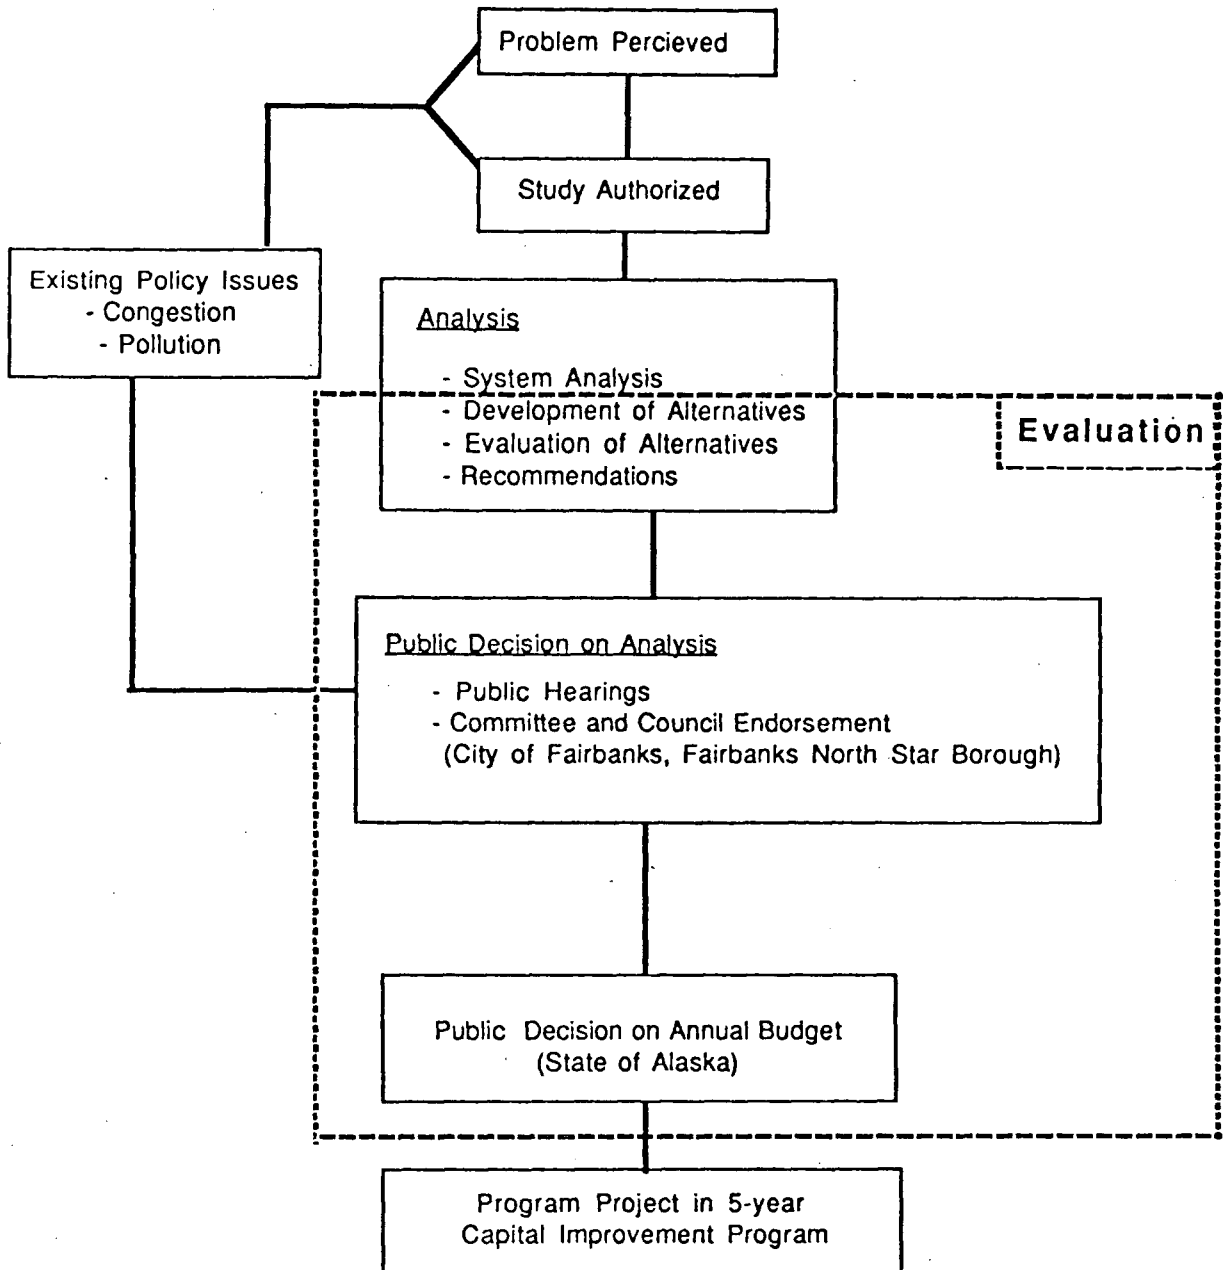 Problem Percieved
Study Authorized
Existing Policy Issues
- Congestion
- Pollution
Analysis
- System Analysis
- Development of Alternatives
- Evaluation of Alternatives
- Recommendations
Evaluation
Public Decision on Analysis
- Public Hearings
- Committee and Council Endorsement
(City of Fairbanks, Fairbanks North Star Borough)
Public Decision on Annual Budget
(State of Alaska)
Program Project in 5-year
Capital Improvement Program